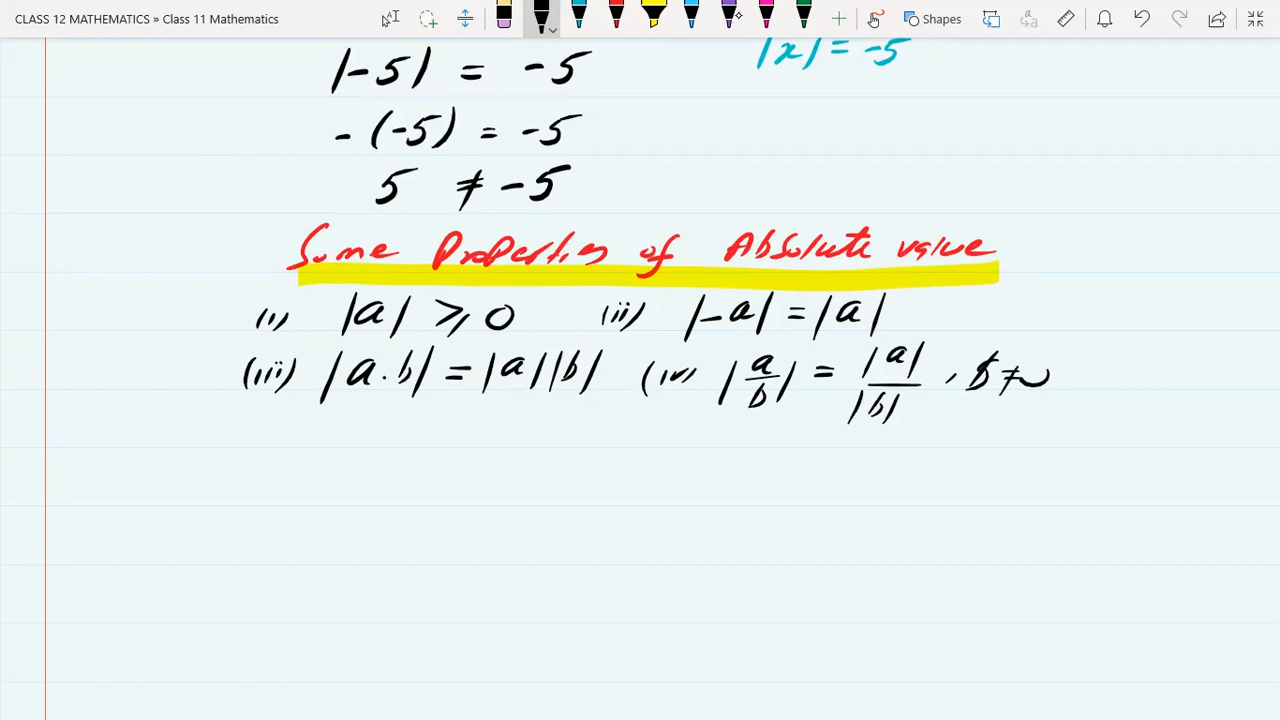 CLASS 12 MATHEMATICS » Class 11 Mathematics
Shapes
|x| = -5
|-5| = -5
- (-5) = -5
5 ≠ -5
Some Properties of Absolute value
(i) |a| ≥ 0 (ii) |-a| = |a|
(iii) |a·b| = |a||b| (iv) |a/b| = |a|/|b| , b≠0